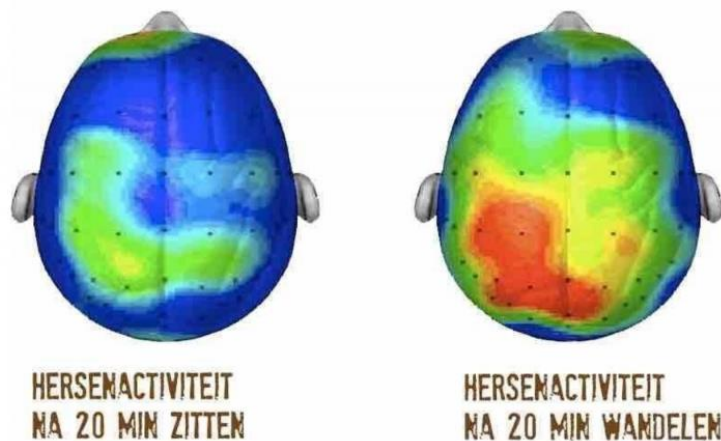 HERSENACTIVITEIT
NA 20 MIN ZITTEN
HERSENACTIVITEIT
NA 20 MIN WANDELEN